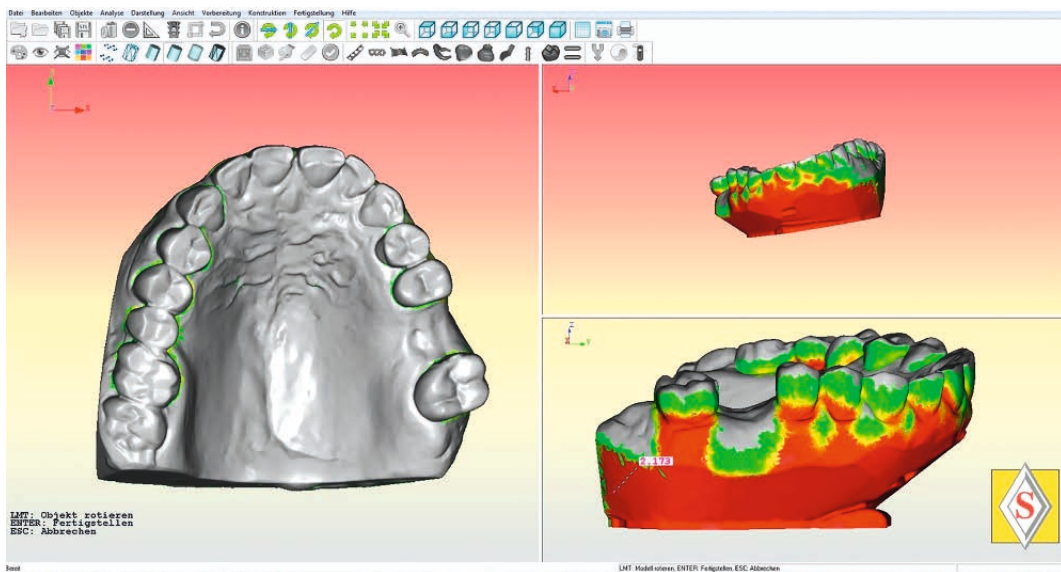 Datei Bearbeiten Objekte Analyse Darstellung Ansicht Vorbereitung Konstruktion Fertigstellung Hilfe
2.173
S
LMT: Objekt rotieren
ENTER: Fertigstellen
ESC: Abbrechen
Bereit
LMT: Modell rotieren, ENTER: Fertigstellen, ESC: Abbrechen